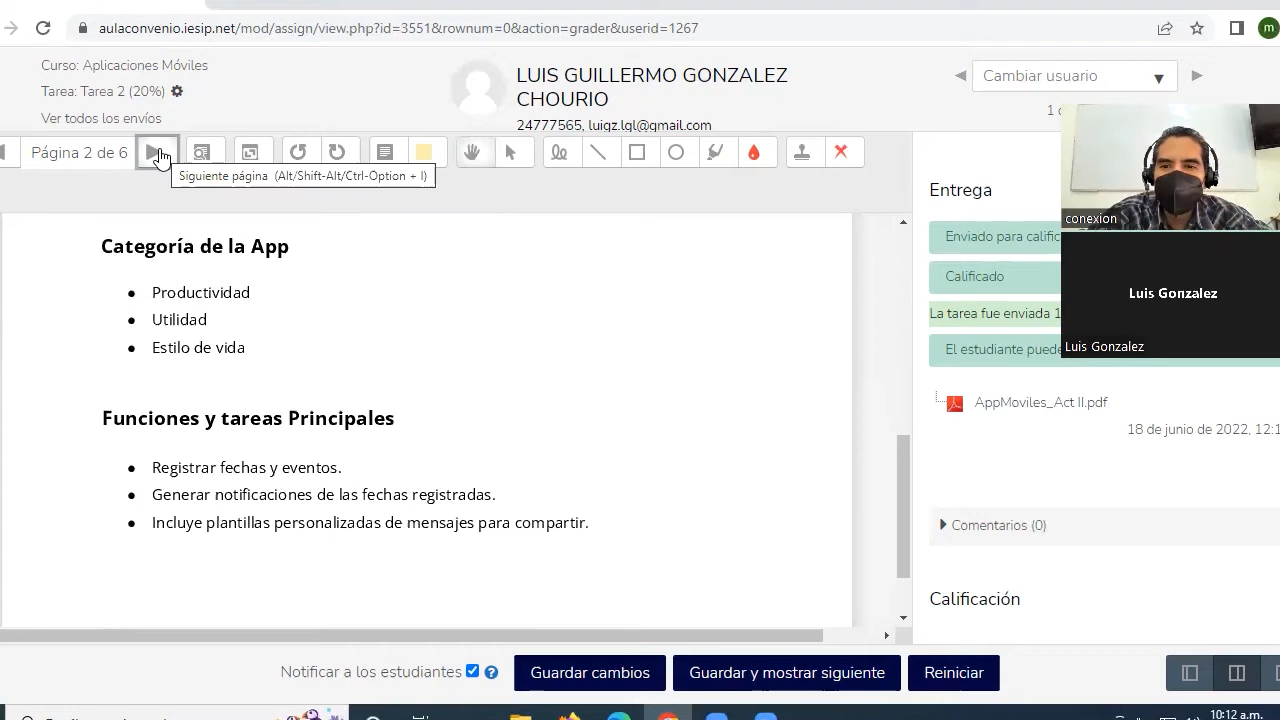 aulaconvenio.iesip.net/mod/assign/view.php?id=3551&rownum=0&action=grader&userid=1267
m
Curso: Aplicaciones Móviles
Tarea: Tarea 2 (20%)
Ver todos los envíos
LUIS GUILLERMO GONZALEZ
CHOURIO
24777565, luigz.lgl@gmail.com
Cambiar usuario
Página 2 de 6
Siguiente página (Alt/Shift-Alt/Ctrl-Option + I)
Categoría de la App
● Productividad
● Utilidad
● Estilo de vida
Funciones y tareas Principales
● Registrar fechas y eventos.
● Generar notificaciones de las fechas registradas.
● Incluye plantillas personalizadas de mensajes para compartir.
Entrega
Enviado para
Calificado
La tarea fue enviada 1
El estudiante puede
AppMoviles_Act II.pdf
18 de junio de 2022, 12:1
Comentarios (0)
Calificación
conexion
Luis Gonzalez
Luis Gonzalez
Notificar a los estudiantes
Guardar cambios
Guardar y mostrar siguiente
Reiniciar
10:12 a.m.